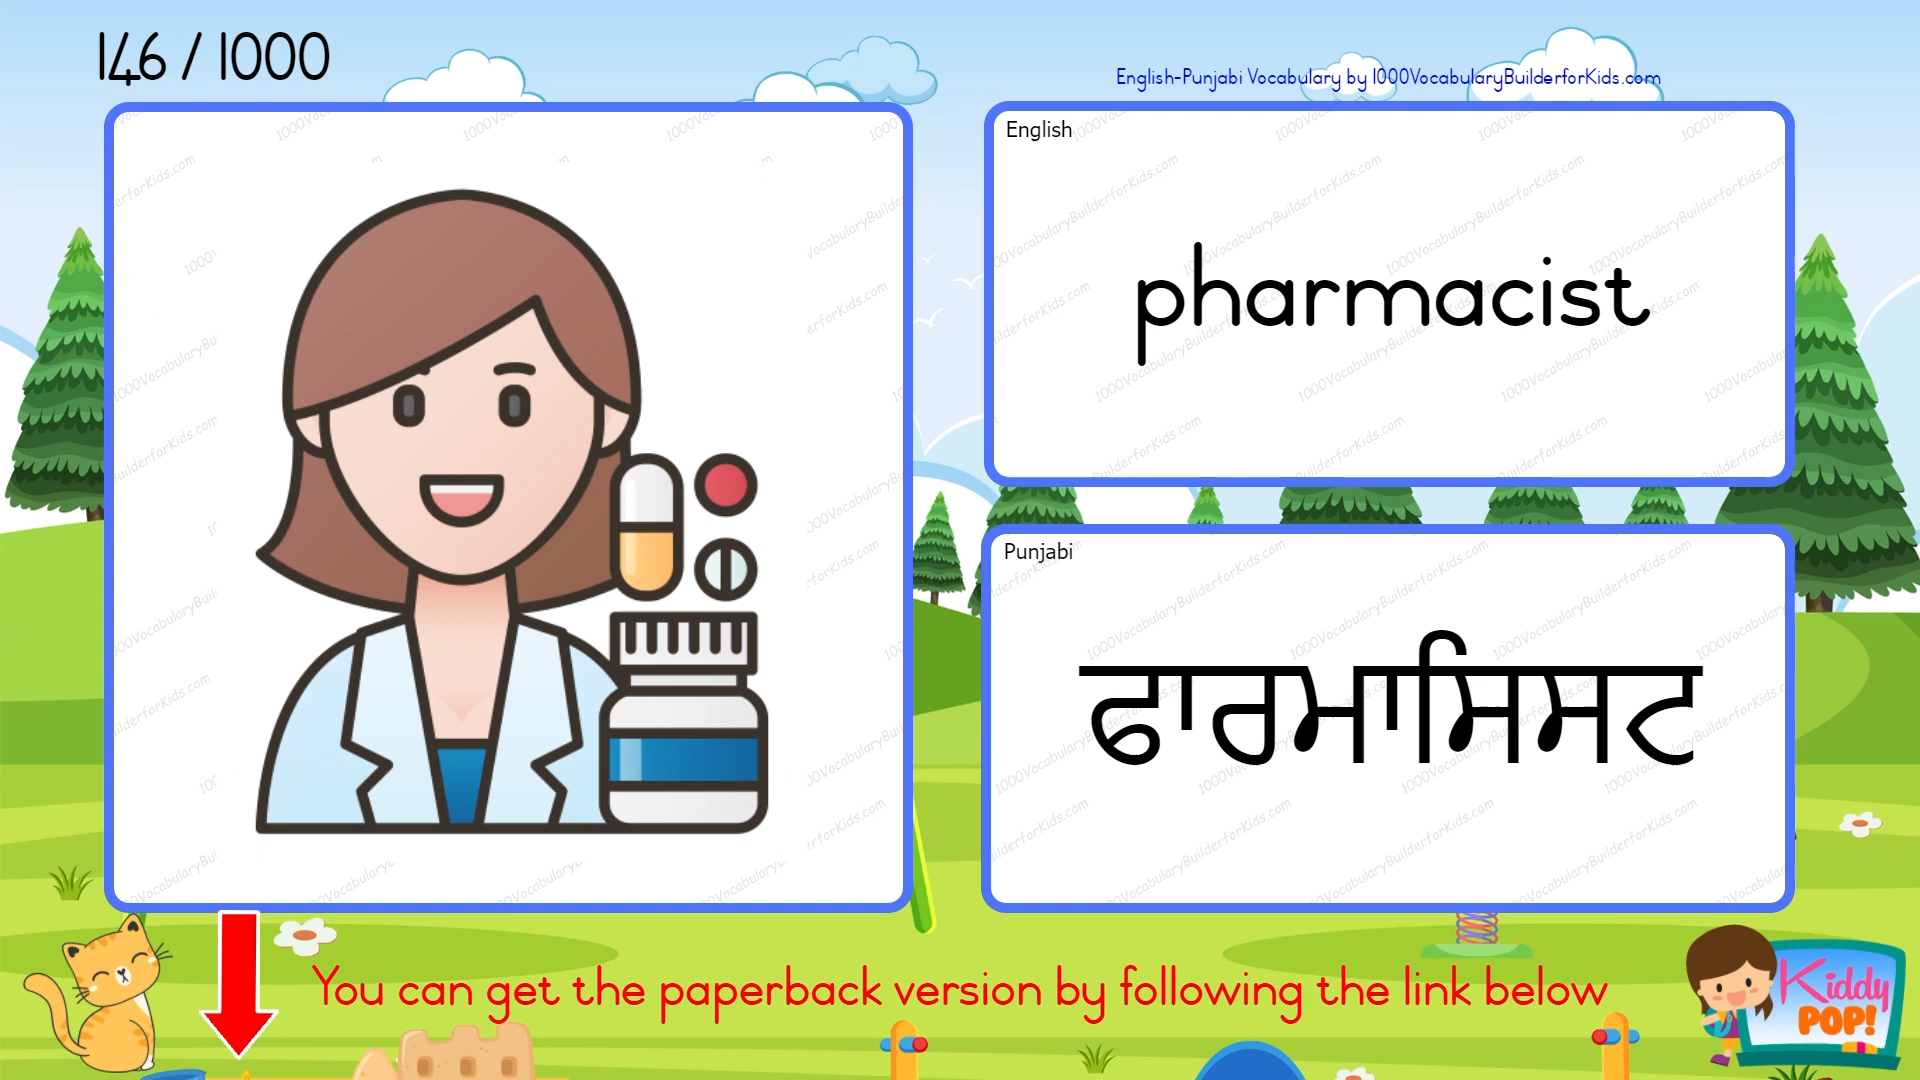 146 / 1000
English-Punjabi Vocabulary by 1000VocabularyBuilderforKids.com
English
pharmacist
Punjabi
ਫਾਰਮਾਸਿਸਟ
You can get the paperback version by following the link below
Kiddy
POP!